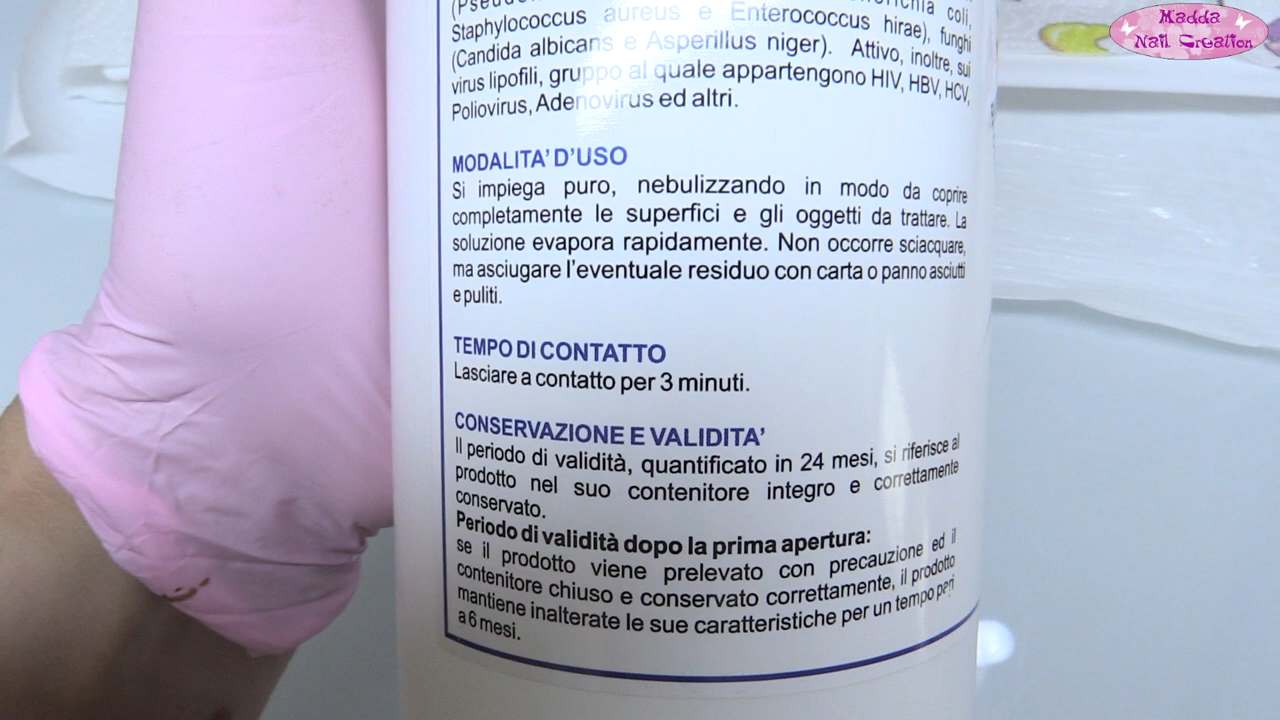 Madda
Nail Creation
coli,
Staphylococcus aureus e Enterococcus hirae), funghi
(Candida albicans e Asperillus niger). Attivo, inoltre, sui
virus lipofili, gruppo al quale appartengono HIV, HBV, HCV,
Poliovirus, Adenovirus ed altri.
MODALITA' D'USO
Si impiega puro, nebulizzando in modo da coprire
completamente le superfici e gli oggetti da trattare. La
soluzione evapora rapidamente. Non occorre sciacquare,
ma asciugare l'eventuale residuo con carta o panno asciutti
e puliti.
TEMPO DI CONTATTO
Lasciare a contatto per 3 minuti.
CONSERVAZIONE E VALIDITA'
Il periodo di validità, quantificato in 24 mesi, si riferisce al
prodotto nel suo contenitore integro e correttamente
conservato.
Periodo di validità dopo la prima apertura:
se il prodotto viene prelevato con precauzione ed il
contenitore chiuso e conservato correttamente, il prodotto
mantiene inalterate le sue caratteristiche per un tempo pari
a 6 mesi.